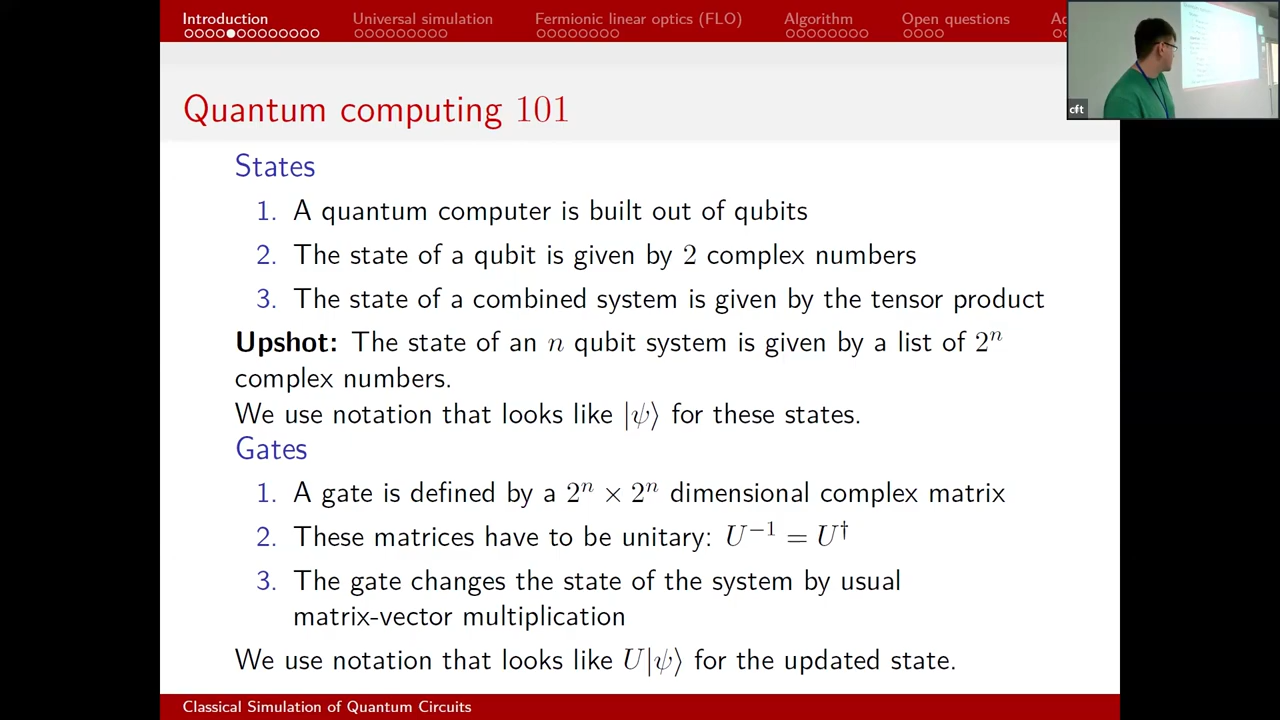 Introduction Universal simulation Fermionic linear optics (FLO) Algorithm Open questions
Quantum computing 101
States
1. A quantum computer is built out of qubits
2. The state of a qubit is given by 2 complex numbers
3. The state of a combined system is given by the tensor product
Upshot: The state of an n qubit system is given by a list of 2ⁿ
complex numbers.
We use notation that looks like |ψ⟩ for these states.
Gates
1. A gate is defined by a 2ⁿ × 2ⁿ dimensional complex matrix
2. These matrices have to be unitary: U⁻¹ = U†
3. The gate changes the state of the system by usual
matrix-vector multiplication
We use notation that looks like U|ψ⟩ for the updated state.
Classical Simulation of Quantum Circuits
cft